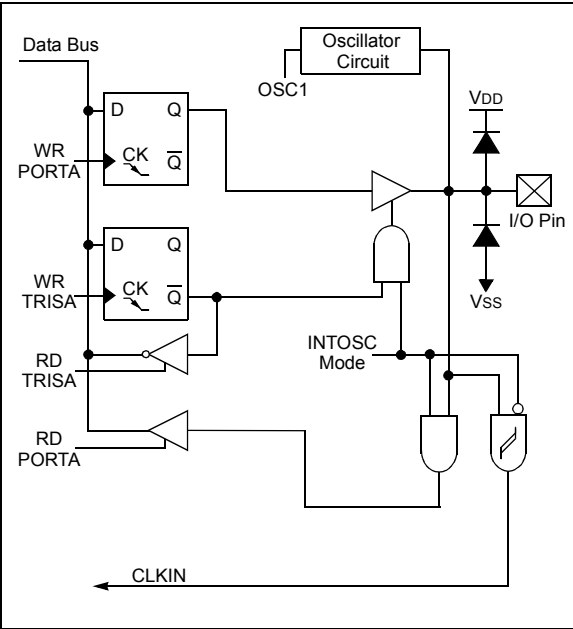 Data Bus
Oscillator
Circuit
OSC1
VDD
D Q
WR
PORTA
CK Q
I/O Pin
D Q
WR
TRISA
CK Q
VSS
INTOSC
Mode
RD
TRISA
RD
PORTA
CLKIN